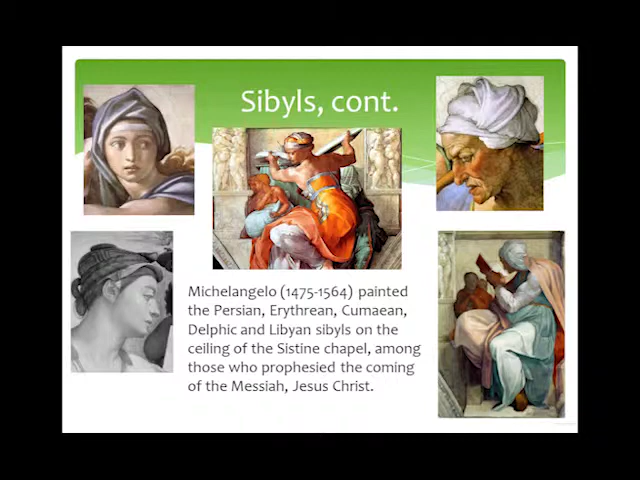 Sibyls, cont.
Michelangelo (1475-1564) painted
the Persian, Erythrean, Cumaean,
Delphic and Libyan sibyls on the
ceiling of the Sistine chapel, among
those who prophesied the coming
of the Messiah, Jesus Christ.